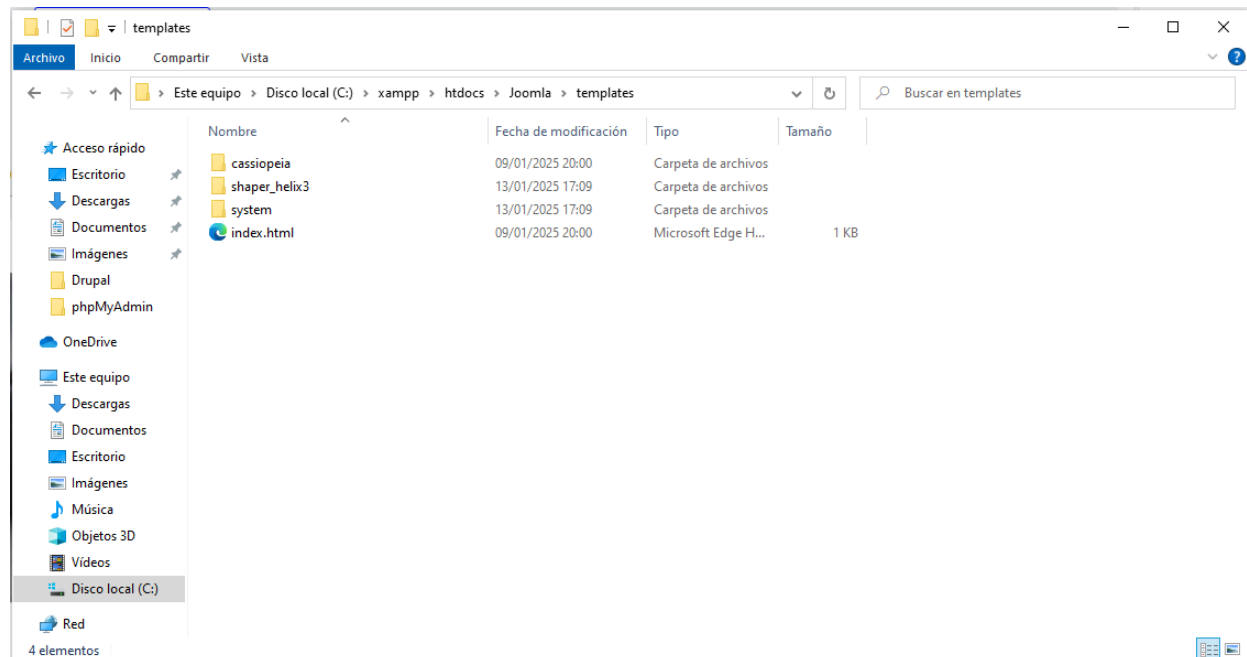 templates
Archivo Inicio Compartir Vista
Este equipo > Disco local (C:) > xampp > htdocs > Joomla > templates
Buscar en templates
Nombre Fecha de modificación Tipo Tamaño
Acceso rápido
Escritorio
Descargas
Documentos
Imágenes
Drupal
phpMyAdmin
OneDrive
Este equipo
Descargas
Documentos
Escritorio
Imágenes
Música
Objetos 3D
Vídeos
Disco local (C:)
Red
cassiopeia 09/01/2025 20:00 Carpeta de archivos
shaper_helix3 13/01/2025 17:09 Carpeta de archivos
system 13/01/2025 17:09 Carpeta de archivos
index.html 09/01/2025 20:00 Microsoft Edge H... 1 KB
4 elementos